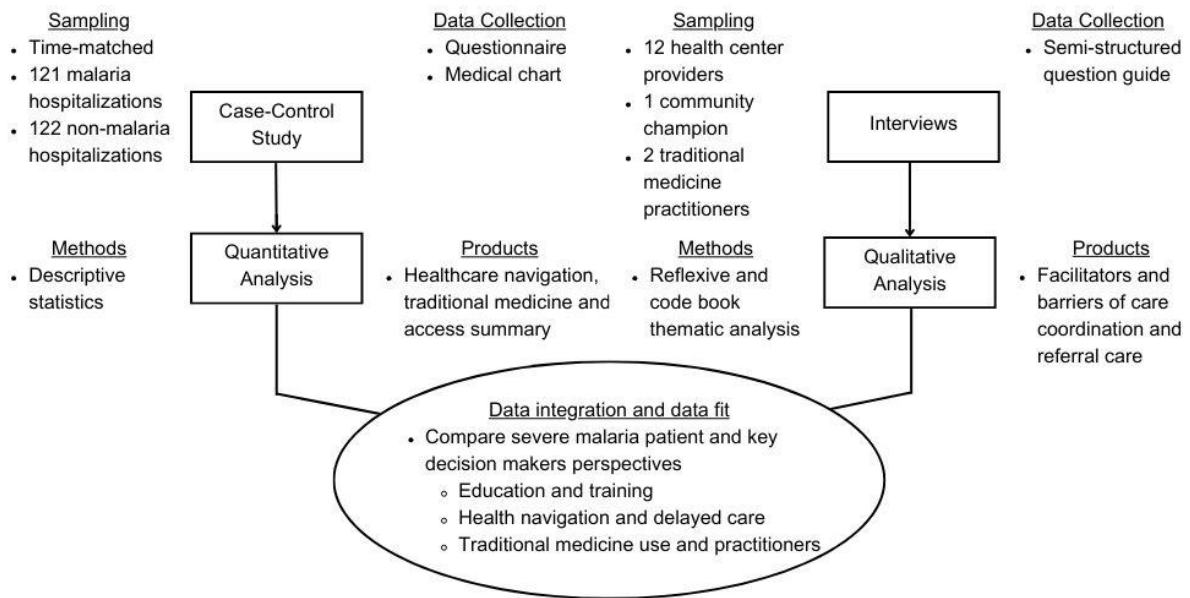 Sampling
• Time-matched
• 121 malaria
hospitalizations
• 122 non-malaria
hospitalizations
Case-Control
Study
Data Collection
• Questionnaire
• Medical chart
Sampling
• 12 health center
providers
• 1 community
champion
• 2 traditional
medicine
practitioners
Interviews
Data Collection
• Semi-structured
question guide
Methods
• Descriptive
statistics
Quantitative
Analysis
Products
• Healthcare navigation,
traditional medicine and
access summary
Methods
• Reflexive and
code book
thematic analysis
Qualitative
Analysis
Products
• Facilitators and
barriers of care
coordination and
referral care
Data integration and data fit
• Compare severe malaria patient and key
decision makers perspectives
○ Education and training
○ Health navigation and delayed care
○ Traditional medicine use and practitioners